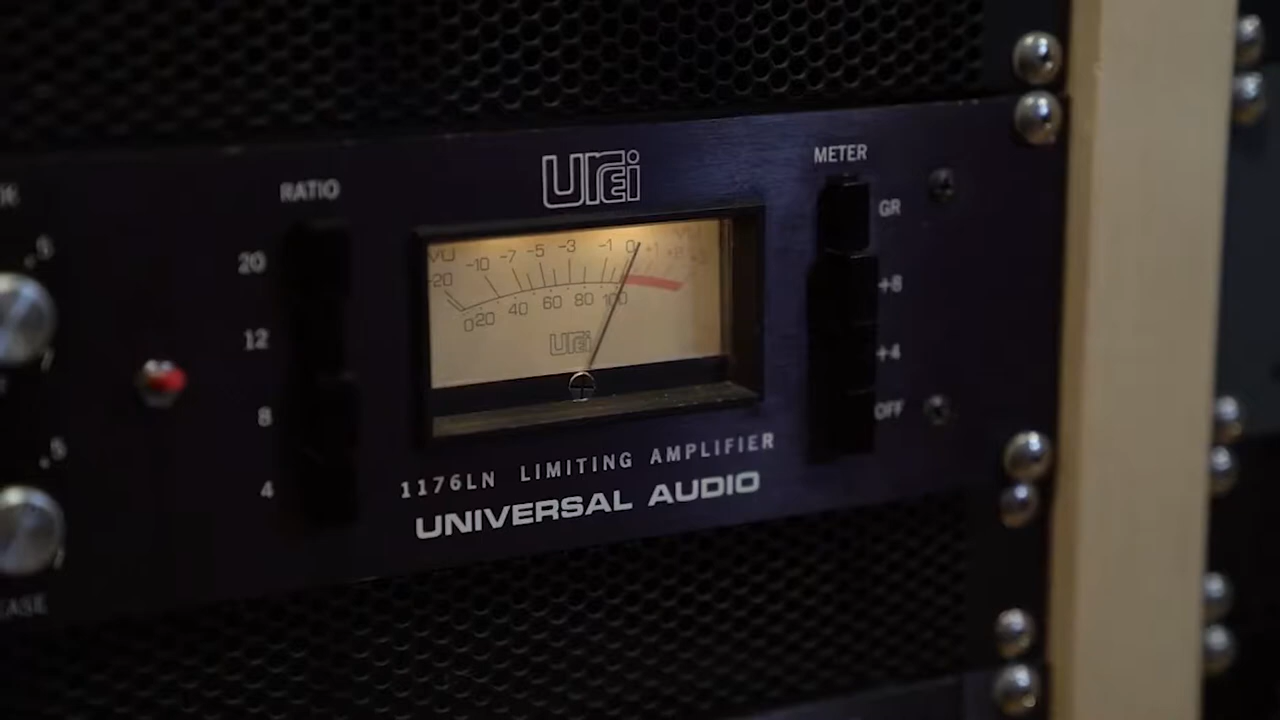 RATIO
20
12
8
4
urei
VU
-20 -10 -7 -5 -3 -1 0 +1
0 20 40 60 80 100
urei
METER
GR
+8
+4
OFF
1176LN LIMITING AMPLIFIER
UNIVERSAL AUDIO